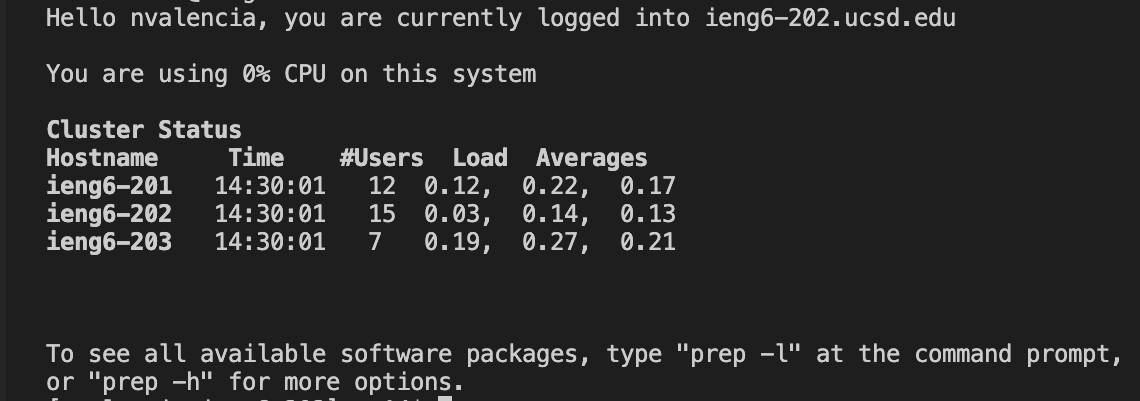 Hello nvalencia, you are currently logged into ieng6-202.ucsd.edu
You are using 0% CPU on this system
Cluster Status
Hostname Time #Users Load Averages
ieng6-201 14:30:01 12 0.12, 0.22, 0.17
ieng6-202 14:30:01 15 0.03, 0.14, 0.13
ieng6-203 14:30:01 7 0.19, 0.27, 0.21
To see all available software packages, type "prep -l" at the command prompt,
or "prep -h" for more options.